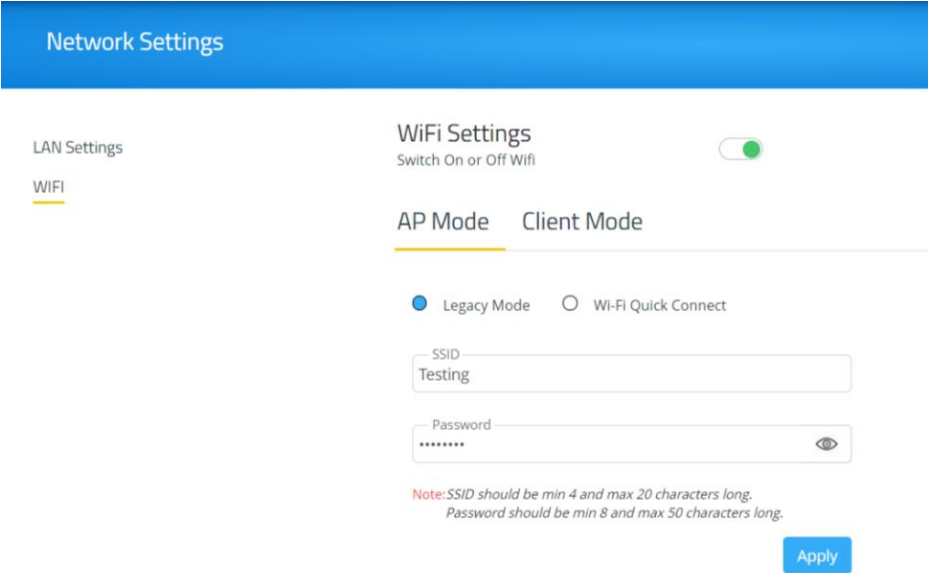 Network Settings
LAN Settings
WIFI
WiFi Settings
Switch On or Off Wifi
AP Mode Client Mode
Legacy Mode Wi-Fi Quick Connect
SSID
Testing
Password
••••••••
Note:SSID should be min 4 and max 20 characters long.
Password should be min 8 and max 50 characters long.
Apply